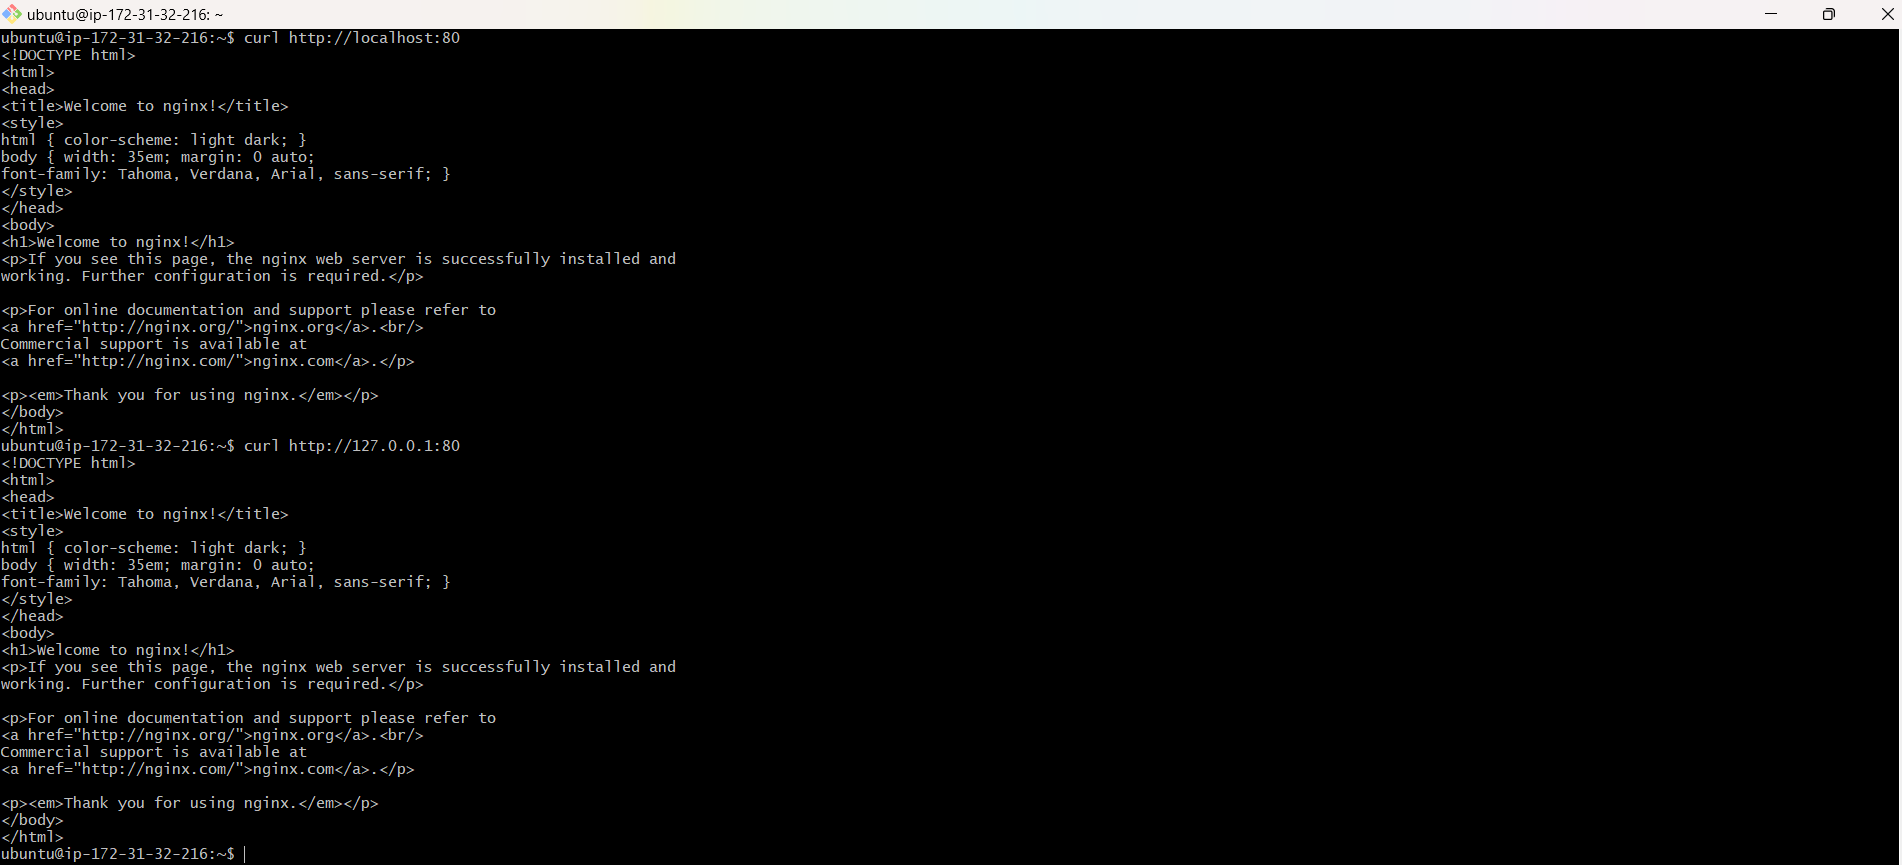 ubuntu@ip-172-31-32-216: ~
ubuntu@ip-172-31-32-216:~$ curl http://localhost:80
<!DOCTYPE html>
<html>
<head>
<title>Welcome to nginx!</title>
<style>
html { color-scheme: light dark; }
body { width: 35em; margin: 0 auto;
font-family: Tahoma, Verdana, Arial, sans-serif; }
</style>
</head>
<body>
<h1>Welcome to nginx!</h1>
<p>If you see this page, the nginx web server is successfully installed and
working. Further configuration is required.</p>

<p>For online documentation and support please refer to
<a href="http://nginx.org/">nginx.org</a>.<br/>
Commercial support is available at
<a href="http://nginx.com/">nginx.com</a>.</p>

<p><em>Thank you for using nginx.</em></p>
</body>
</html>
ubuntu@ip-172-31-32-216:~$ curl http://127.0.0.1:80
<!DOCTYPE html>
<html>
<head>
<title>Welcome to nginx!</title>
<style>
html { color-scheme: light dark; }
body { width: 35em; margin: 0 auto;
font-family: Tahoma, Verdana, Arial, sans-serif; }
</style>
</head>
<body>
<h1>Welcome to nginx!</h1>
<p>If you see this page, the nginx web server is successfully installed and
working. Further configuration is required.</p>

<p>For online documentation and support please refer to
<a href="http://nginx.org/">nginx.org</a>.<br/>
Commercial support is available at
<a href="http://nginx.com/">nginx.com</a>.</p>

<p><em>Thank you for using nginx.</em></p>
</body>
</html>
ubuntu@ip-172-31-32-216:~$